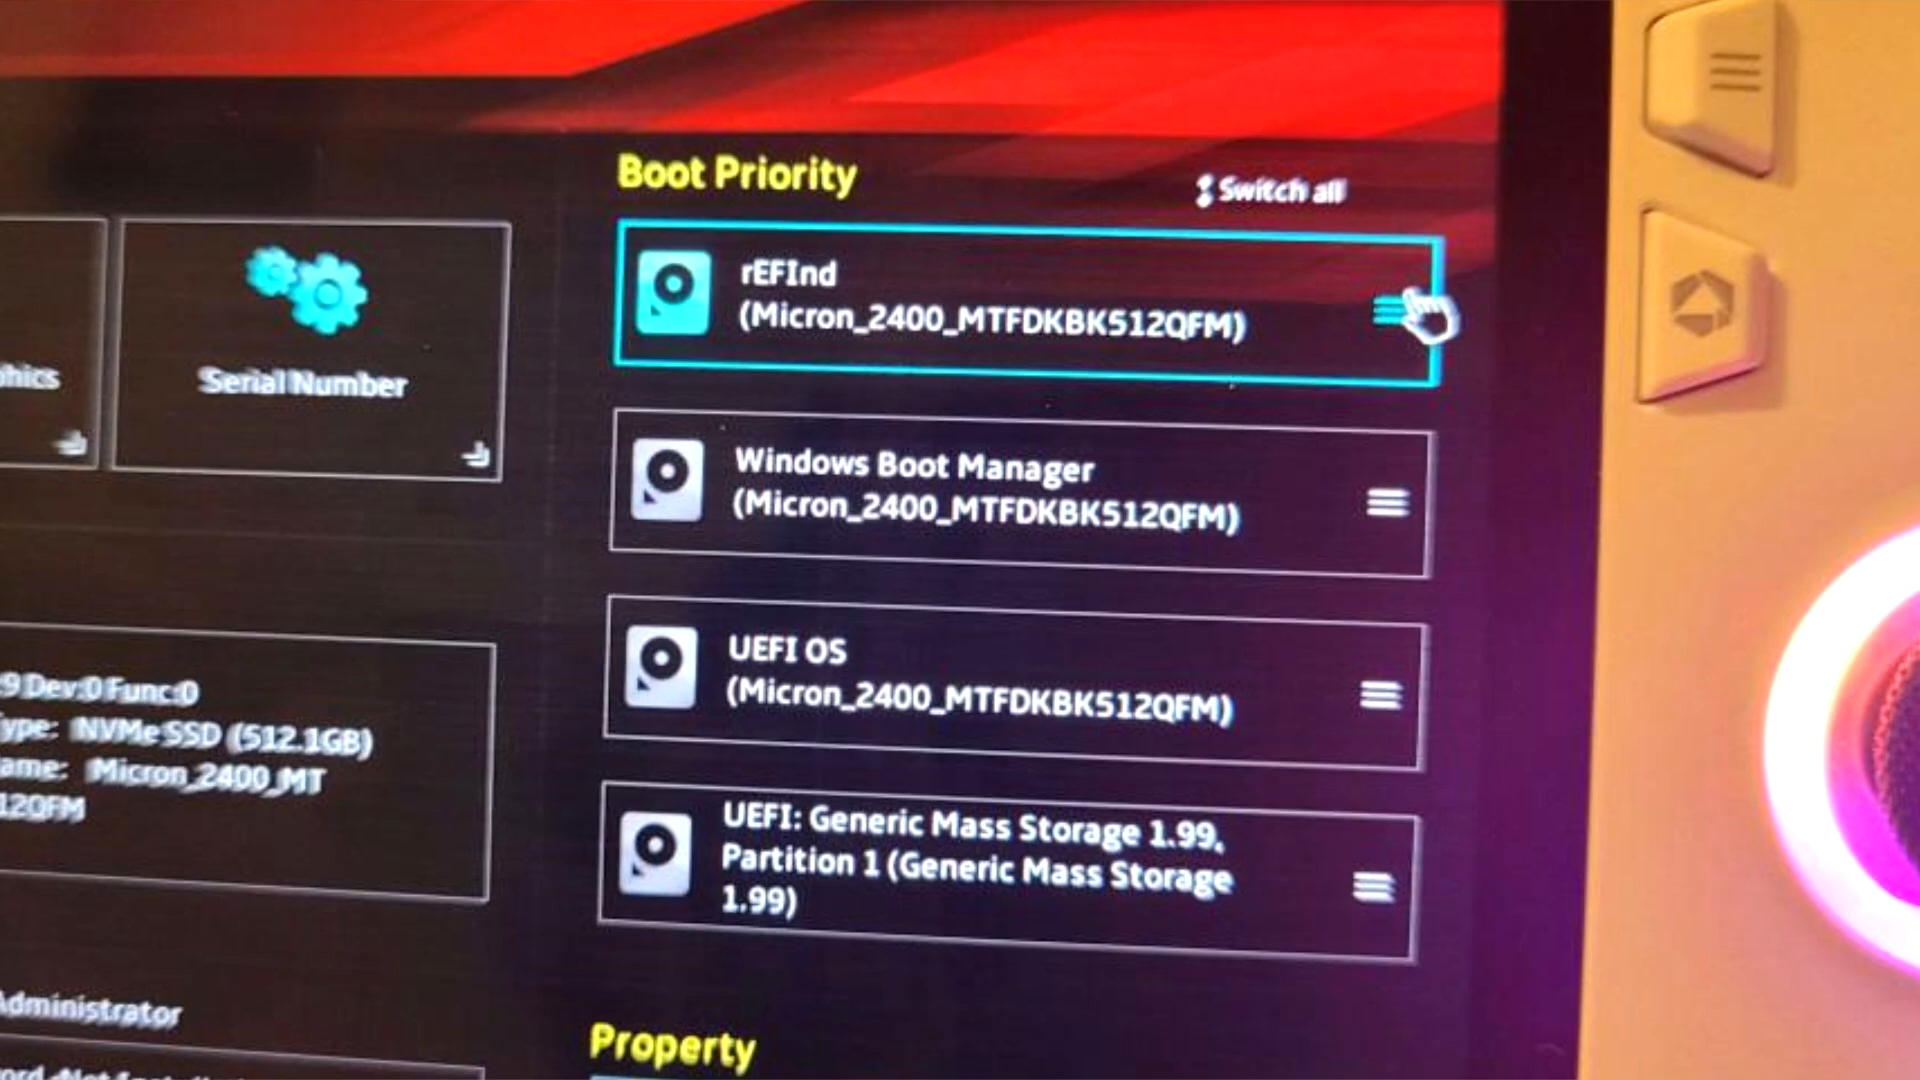 Boot Priority
Switch all
rEFInd
(Micron_2400_MTFDKBK512QFM)
Serial Number
Windows Boot Manager
(Micron_2400_MTFDKBK512QFM)
UEFI OS
(Micron_2400_MTFDKBK512QFM)
9 Dev:0 Func:0
ype: NVMe SSD (512.1GB)
ame: Micron_2400_MT
12QFM
UEFI: Generic Mass Storage 1.99,
Partition 1 (Generic Mass Storage
1.99)
Administrator
Property